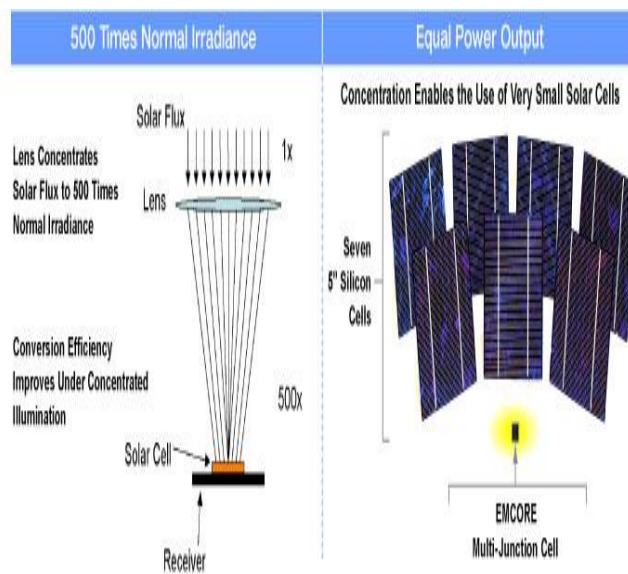 500 Times Normal Irradiance
Solar Flux
1x
Lens Concentrates
Solar Flux to 500 Times
Normal Irradiance
Lens
Conversion Efficiency
Improves Under Concentrated
Illumination
500x
Solar Cell
Receiver
Equal Power Output
Concentration Enables the Use of Very Small Solar Cells
Seven
5" Silicon
Cells
EMCORE
Multi-Junction Cell